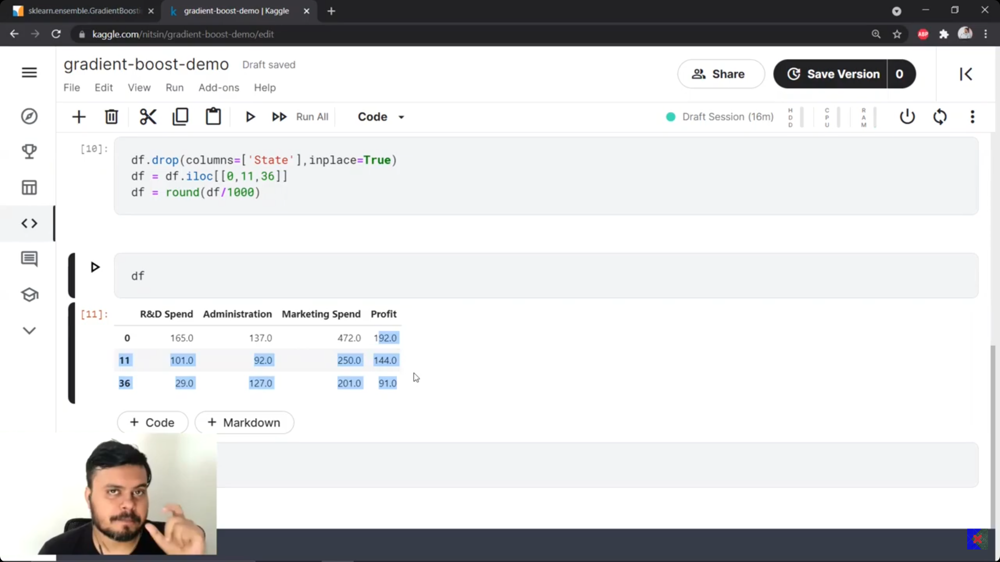 sklearn.ensemble.GradientBoosti
gradient-boost-demo | Kaggle
kaggle.com/nitsin/gradient-boost-demo/edit
ABP
gradient-boost-demo Draft saved
Share
Save Version 0
File Edit View Run Add-ons Help
Run All
Code
Draft Session (16m)
HDD
CPU
RAM
[10]:
df.drop(columns=['State'],inplace=True)
df = df.iloc[[0,11,36]]
df = round(df/1000)
df
[11]:
R&D Spend Administration Marketing Spend Profit
0 165.0 137.0 472.0 192.0
11 101.0 92.0 250.0 144.0
36 29.0 127.0 201.0 91.0
+ Code
+ Markdown